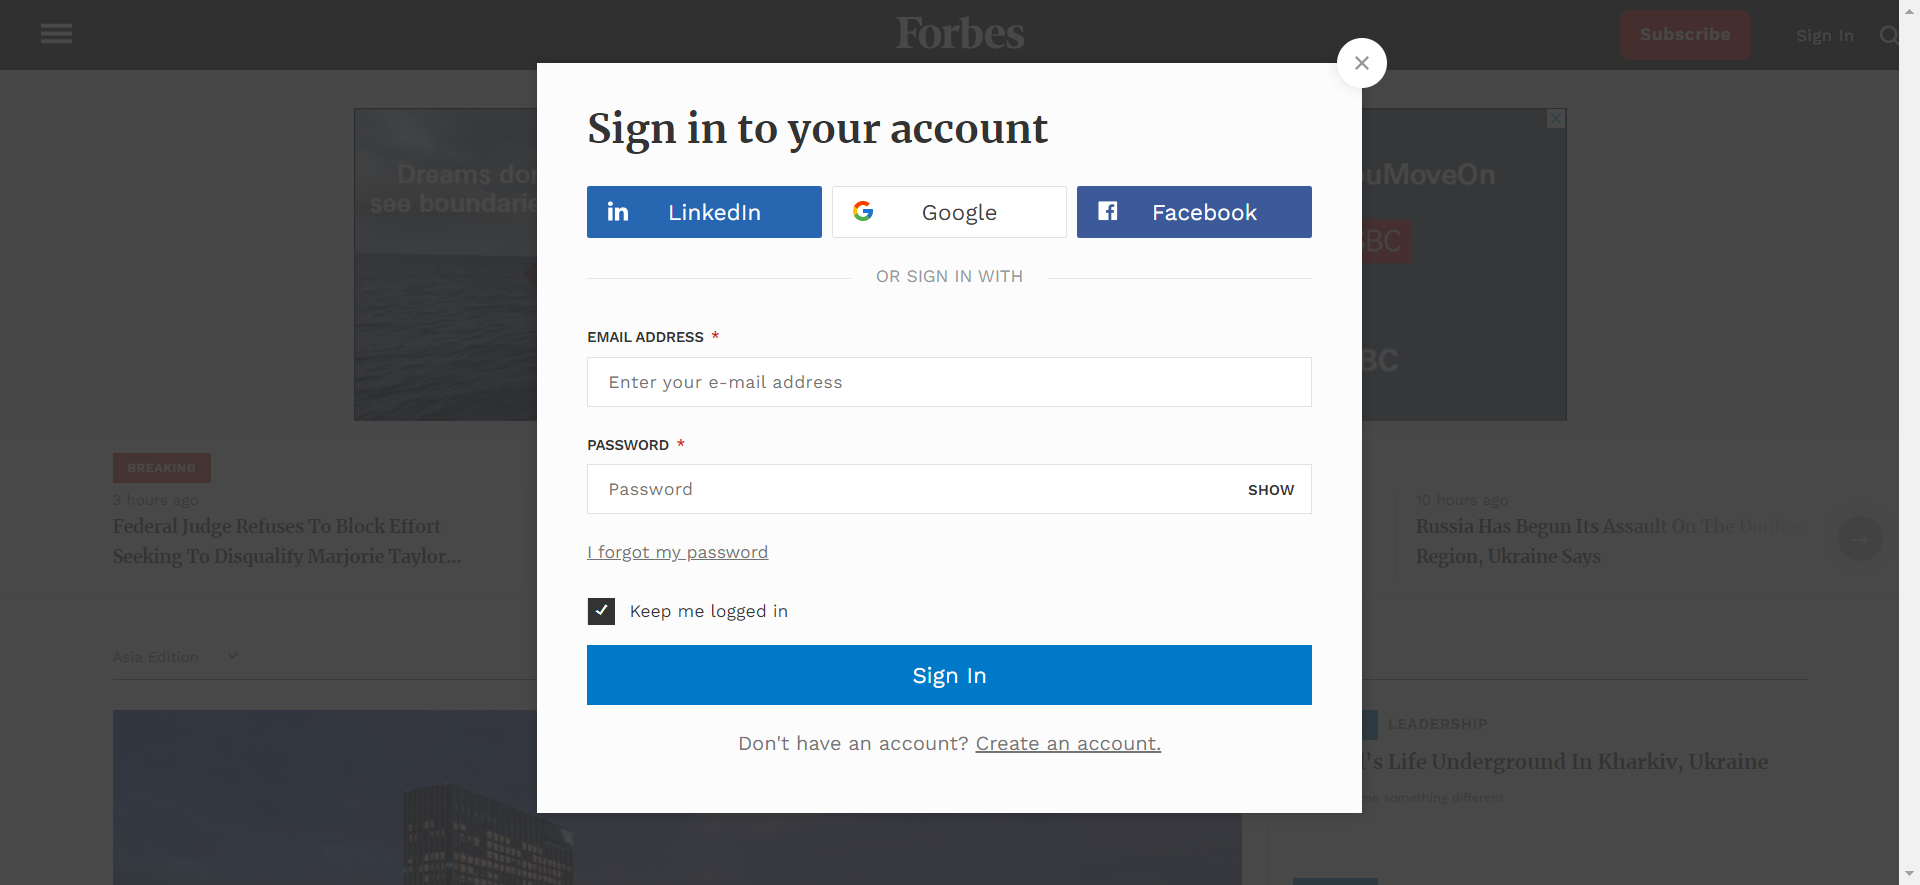 Forbes
Subscribe
Sign In
Sign in to your account
LinkedIn
Google
Facebook
OR SIGN IN WITH
EMAIL ADDRESS *
Enter your e-mail address
PASSWORD *
Password
SHOW
I forgot my password
Keep me logged in
Sign In
Don't have an account? Create an account.
Dreams
see
uMoveOn
BC
BC
BREAKING
3 hours ago
Federal Judge Refuses To Block Effort
Seeking To Disqualify Marjorie Taylor...
10 hours ago
Russia Has Begun Its Assault On The
Region, Ukraine Says
Asia Edition
LEADERSHIP
's Life Underground In Kharkiv, Ukraine
something different